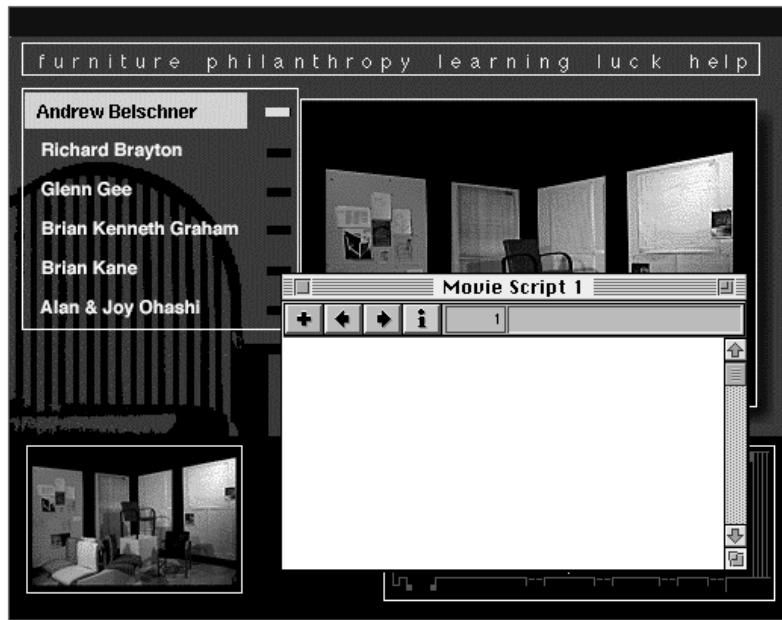 furniture philanthropy learning luck help
Andrew Belschner
Richard Brayton
Glenn Gee
Brian Kenneth Graham
Brian Kane
Alan & Joy Ohashi
Movie Script 1
1